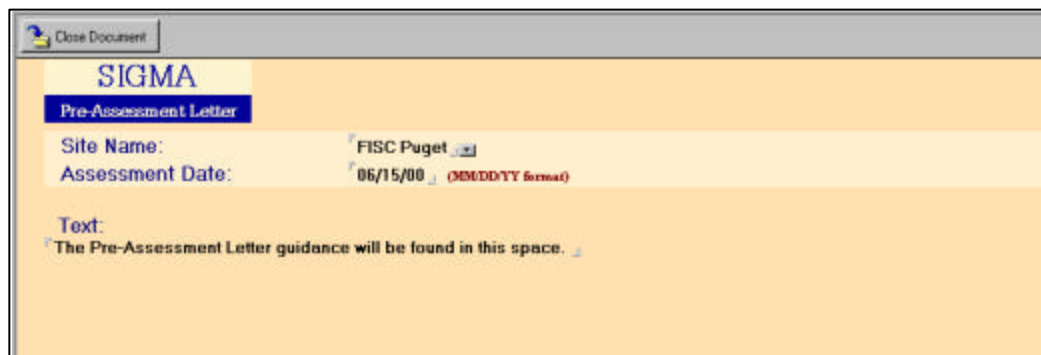 Close Document
SIGMA
Pre-Assessment Letter
Site Name: FISC Puget
Assessment Date: 06/15/00 (MM/DD/YY format)
Text:
The Pre-Assessment Letter guidance will be found in this space.